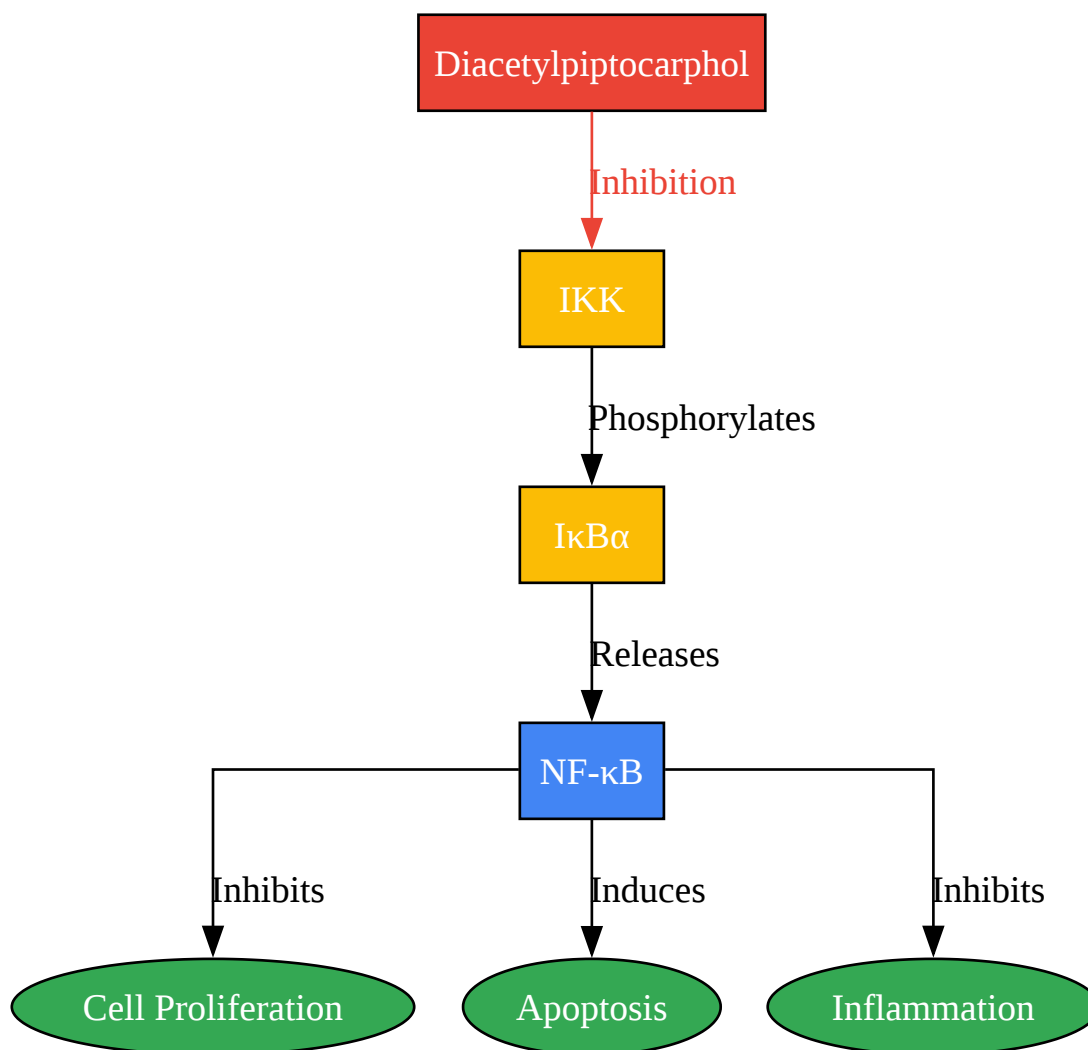 Diacetylpiptocarphol
Inhibition
IKK
Phosphorylates
IκBα
Releases
NF-κB
Inhibits
Induces
Inhibits
Cell Proliferation
Apoptosis
Inflammation